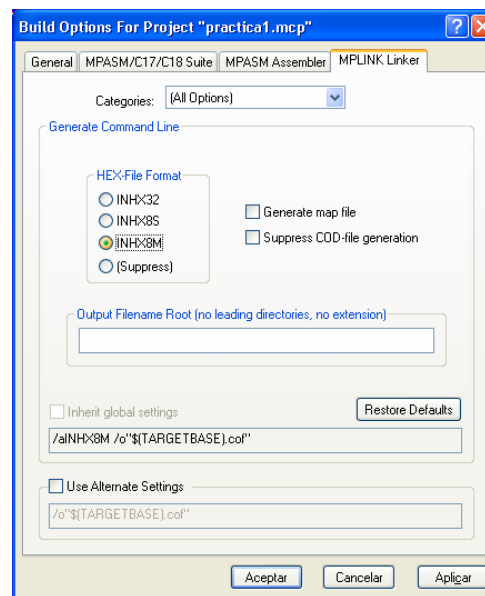 Build Options For Project "practica1.mcp"
General MPASM/C17/C18 Suite MPASM Assembler MPLINK Linker
Categories: (All Options)
Generate Command Line
HEX-File Format
INHX32
INHX8S
INHX8M
(Suppress)
Generate map file
Suppress COD-file generation
Output Filename Root (no leading directories, no extension)
Inherit global settings
Restore Defaults
/aINHX8M /o"$(TARGETBASE).cof"
Use Alternate Settings
/o"$(TARGETBASE).cof"
Aceptar Cancelar Aplicar